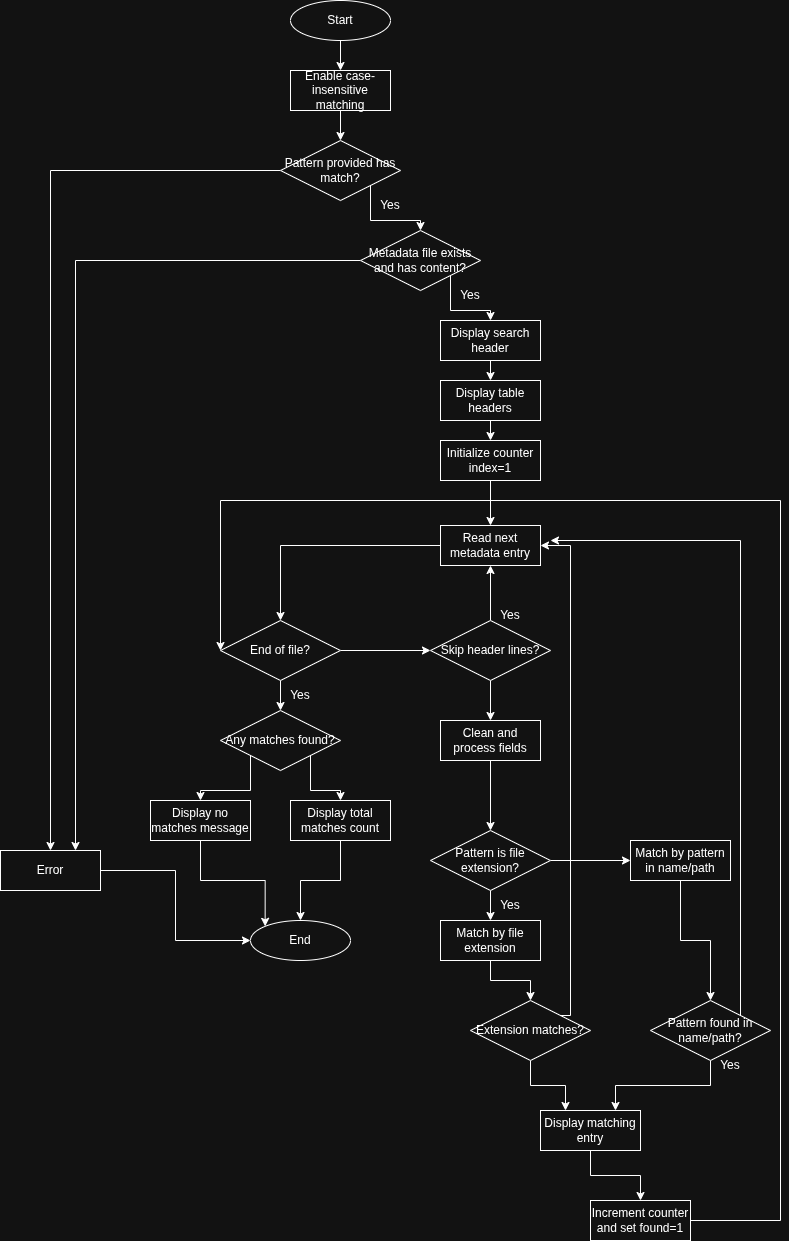 Start
Enable case-
insensitive
matching
Pattern provided has
match?
Yes
Metadata file exists
and has content?
Yes
Display search
header
Display table
headers
Initialize counter
index=1
Read next
metadata entry
Yes
End of file?
Skip header lines?
Yes
Any matches found?
Clean and
process fields
Display no
matches message
Display total
matches count
Error
Pattern is file
extension?
Match by pattern
in name/path
Yes
End
Match by file
extension
Extension matches?
Pattern found in
name/path?
Yes
Display matching
entry
Increment counter
and set found=1